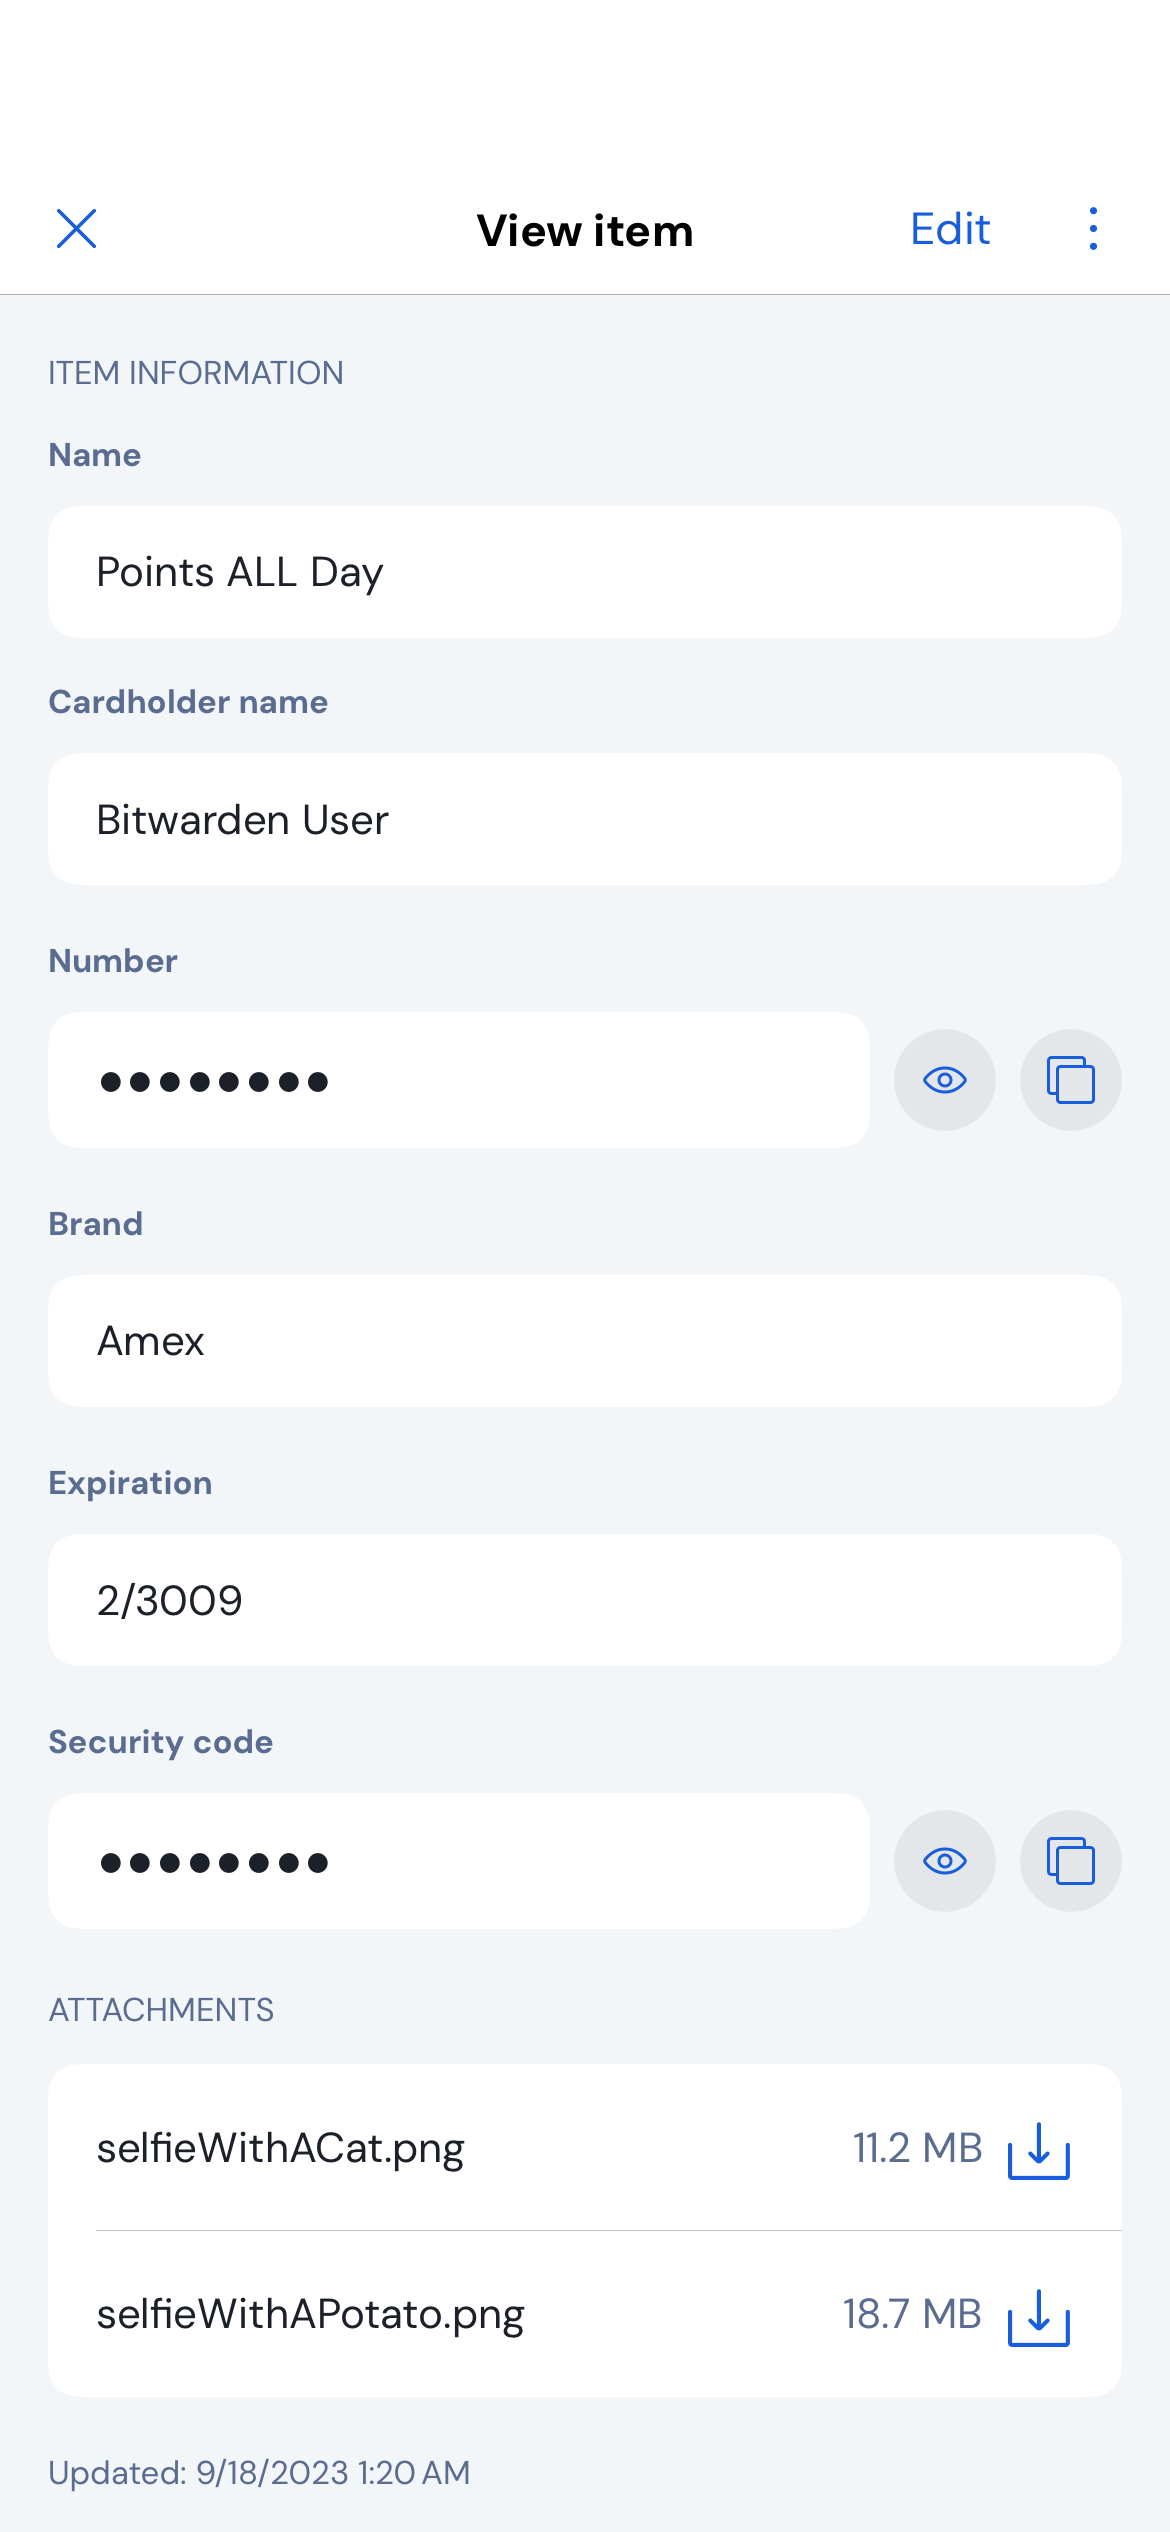 View item
Edit
ITEM INFORMATION
Name
Points ALL Day
Cardholder name
Bitwarden User
Number
●●●●●●●●
Brand
Amex
Expiration
2/3009
Security code
●●●●●●●●
ATTACHMENTS
selfieWithACat.png 11.2 MB
selfieWithAPotato.png 18.7 MB
Updated: 9/18/2023 1:20 AM